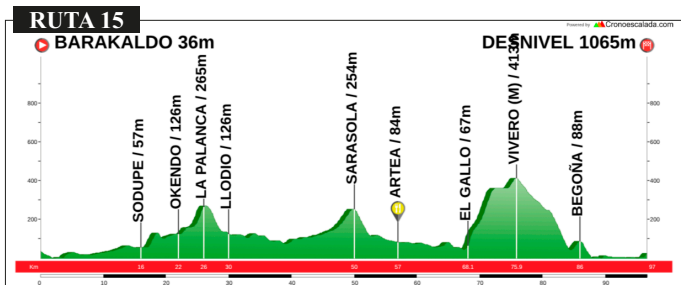 RUTA 15
Powered by Cronoescalada.com
BARAKALDO 36m
DESNIVEL 1065m
SODUPE / 57m
OKENDO / 126m
LA PALANCA / 265m
LLODIO / 126m
SARASOLA / 254m
ARTEA / 84m
EL GALLO / 67m
VIVERO (M) / 413m
BEGOÑA / 88m
800
600
400
200
800
600
400
200
Km 16 22 26 30 50 57 68.1 75.9 86 97
0 10 20 30 40 50 60 70 80 90